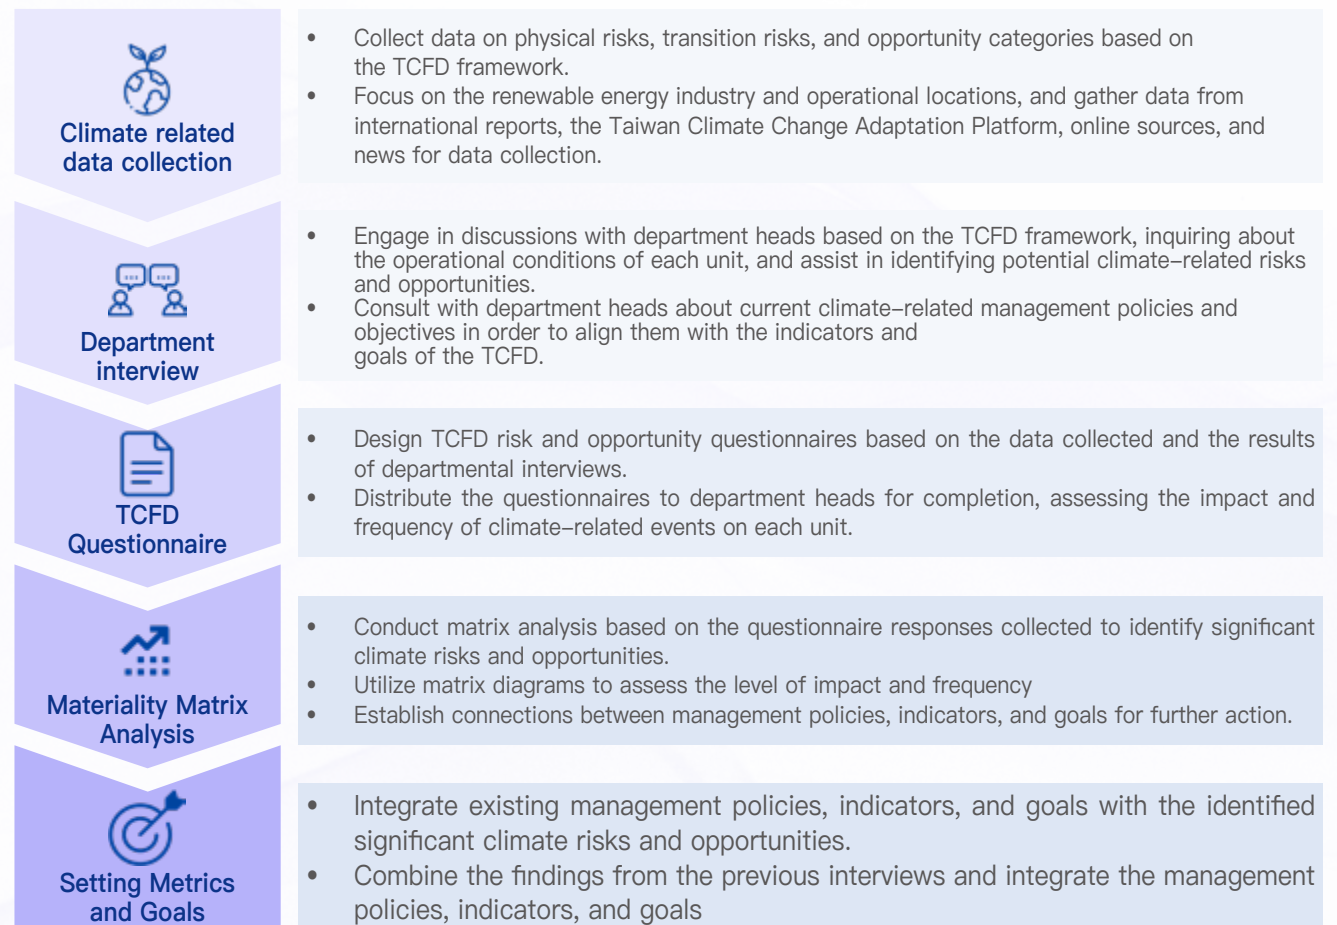 Climate related
data collection
• Collect data on physical risks, transition risks, and opportunity categories based on
the TCFD framework.
• Focus on the renewable energy industry and operational locations, and gather data from
international reports, the Taiwan Climate Change Adaptation Platform, online sources, and
news for data collection.
Department
interview
• Engage in discussions with department heads based on the TCFD framework, inquiring about
the operational conditions of each unit, and assist in identifying potential climate–related risks
and opportunities.
• Consult with department heads about current climate–related management policies and
objectives in order to align them with the indicators and
goals of the TCFD.
TCFD
Questionnaire
• Design TCFD risk and opportunity questionnaires based on the data collected and the results
of departmental interviews.
• Distribute the questionnaires to department heads for completion, assessing the impact and
frequency of climate–related events on each unit.
Materiality Matrix
Analysis
• Conduct matrix analysis based on the questionnaire responses collected to identify significant
climate risks and opportunities.
• Utilize matrix diagrams to assess the level of impact and frequency
• Establish connections between management policies, indicators, and goals for further action.
Setting Metrics
and Goals
• Integrate existing management policies, indicators, and goals with the identified
significant climate risks and opportunities.
• Combine the findings from the previous interviews and integrate the management
policies, indicators, and goals